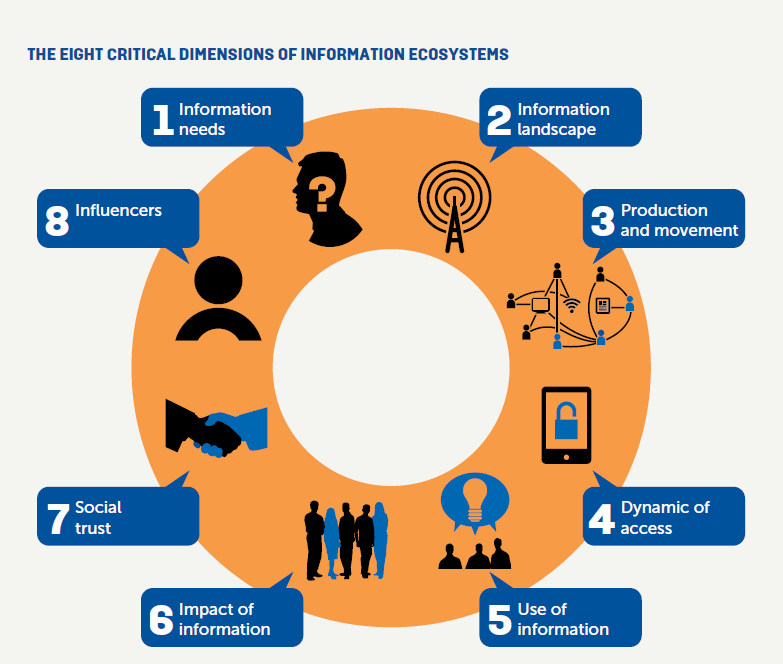 THE EIGHT CRITICAL DIMENSIONS OF INFORMATION ECOSYSTEMS
1 Information
needs
2 Information
landscape
3 Production
and movement
4 Dynamic of
access
5 Use of
information
6 Impact of
information
7 Social
trust
8 Influencers
?